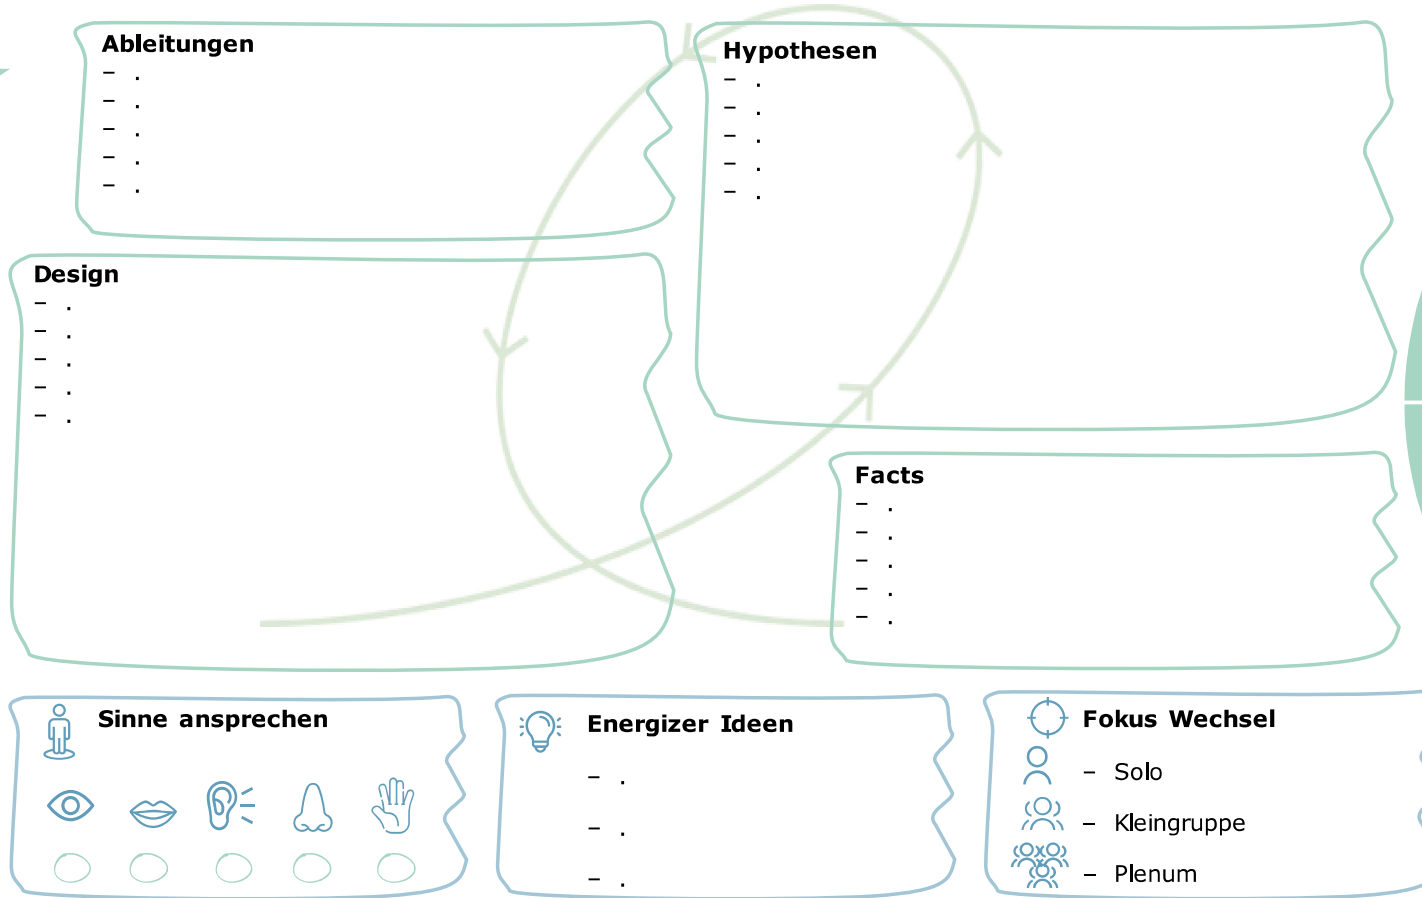 Ableitungen
– .
– .
– .
– .
– .
Hypothesen
– .
– .
– .
– .
– .
Design
– .
– .
– .
– .
– .
Facts
– .
– .
– .
– .
– .
Sinne ansprechen
Energizer Ideen
– .
– .
– .
Fokus Wechsel
– Solo
– Kleingruppe
– Plenum